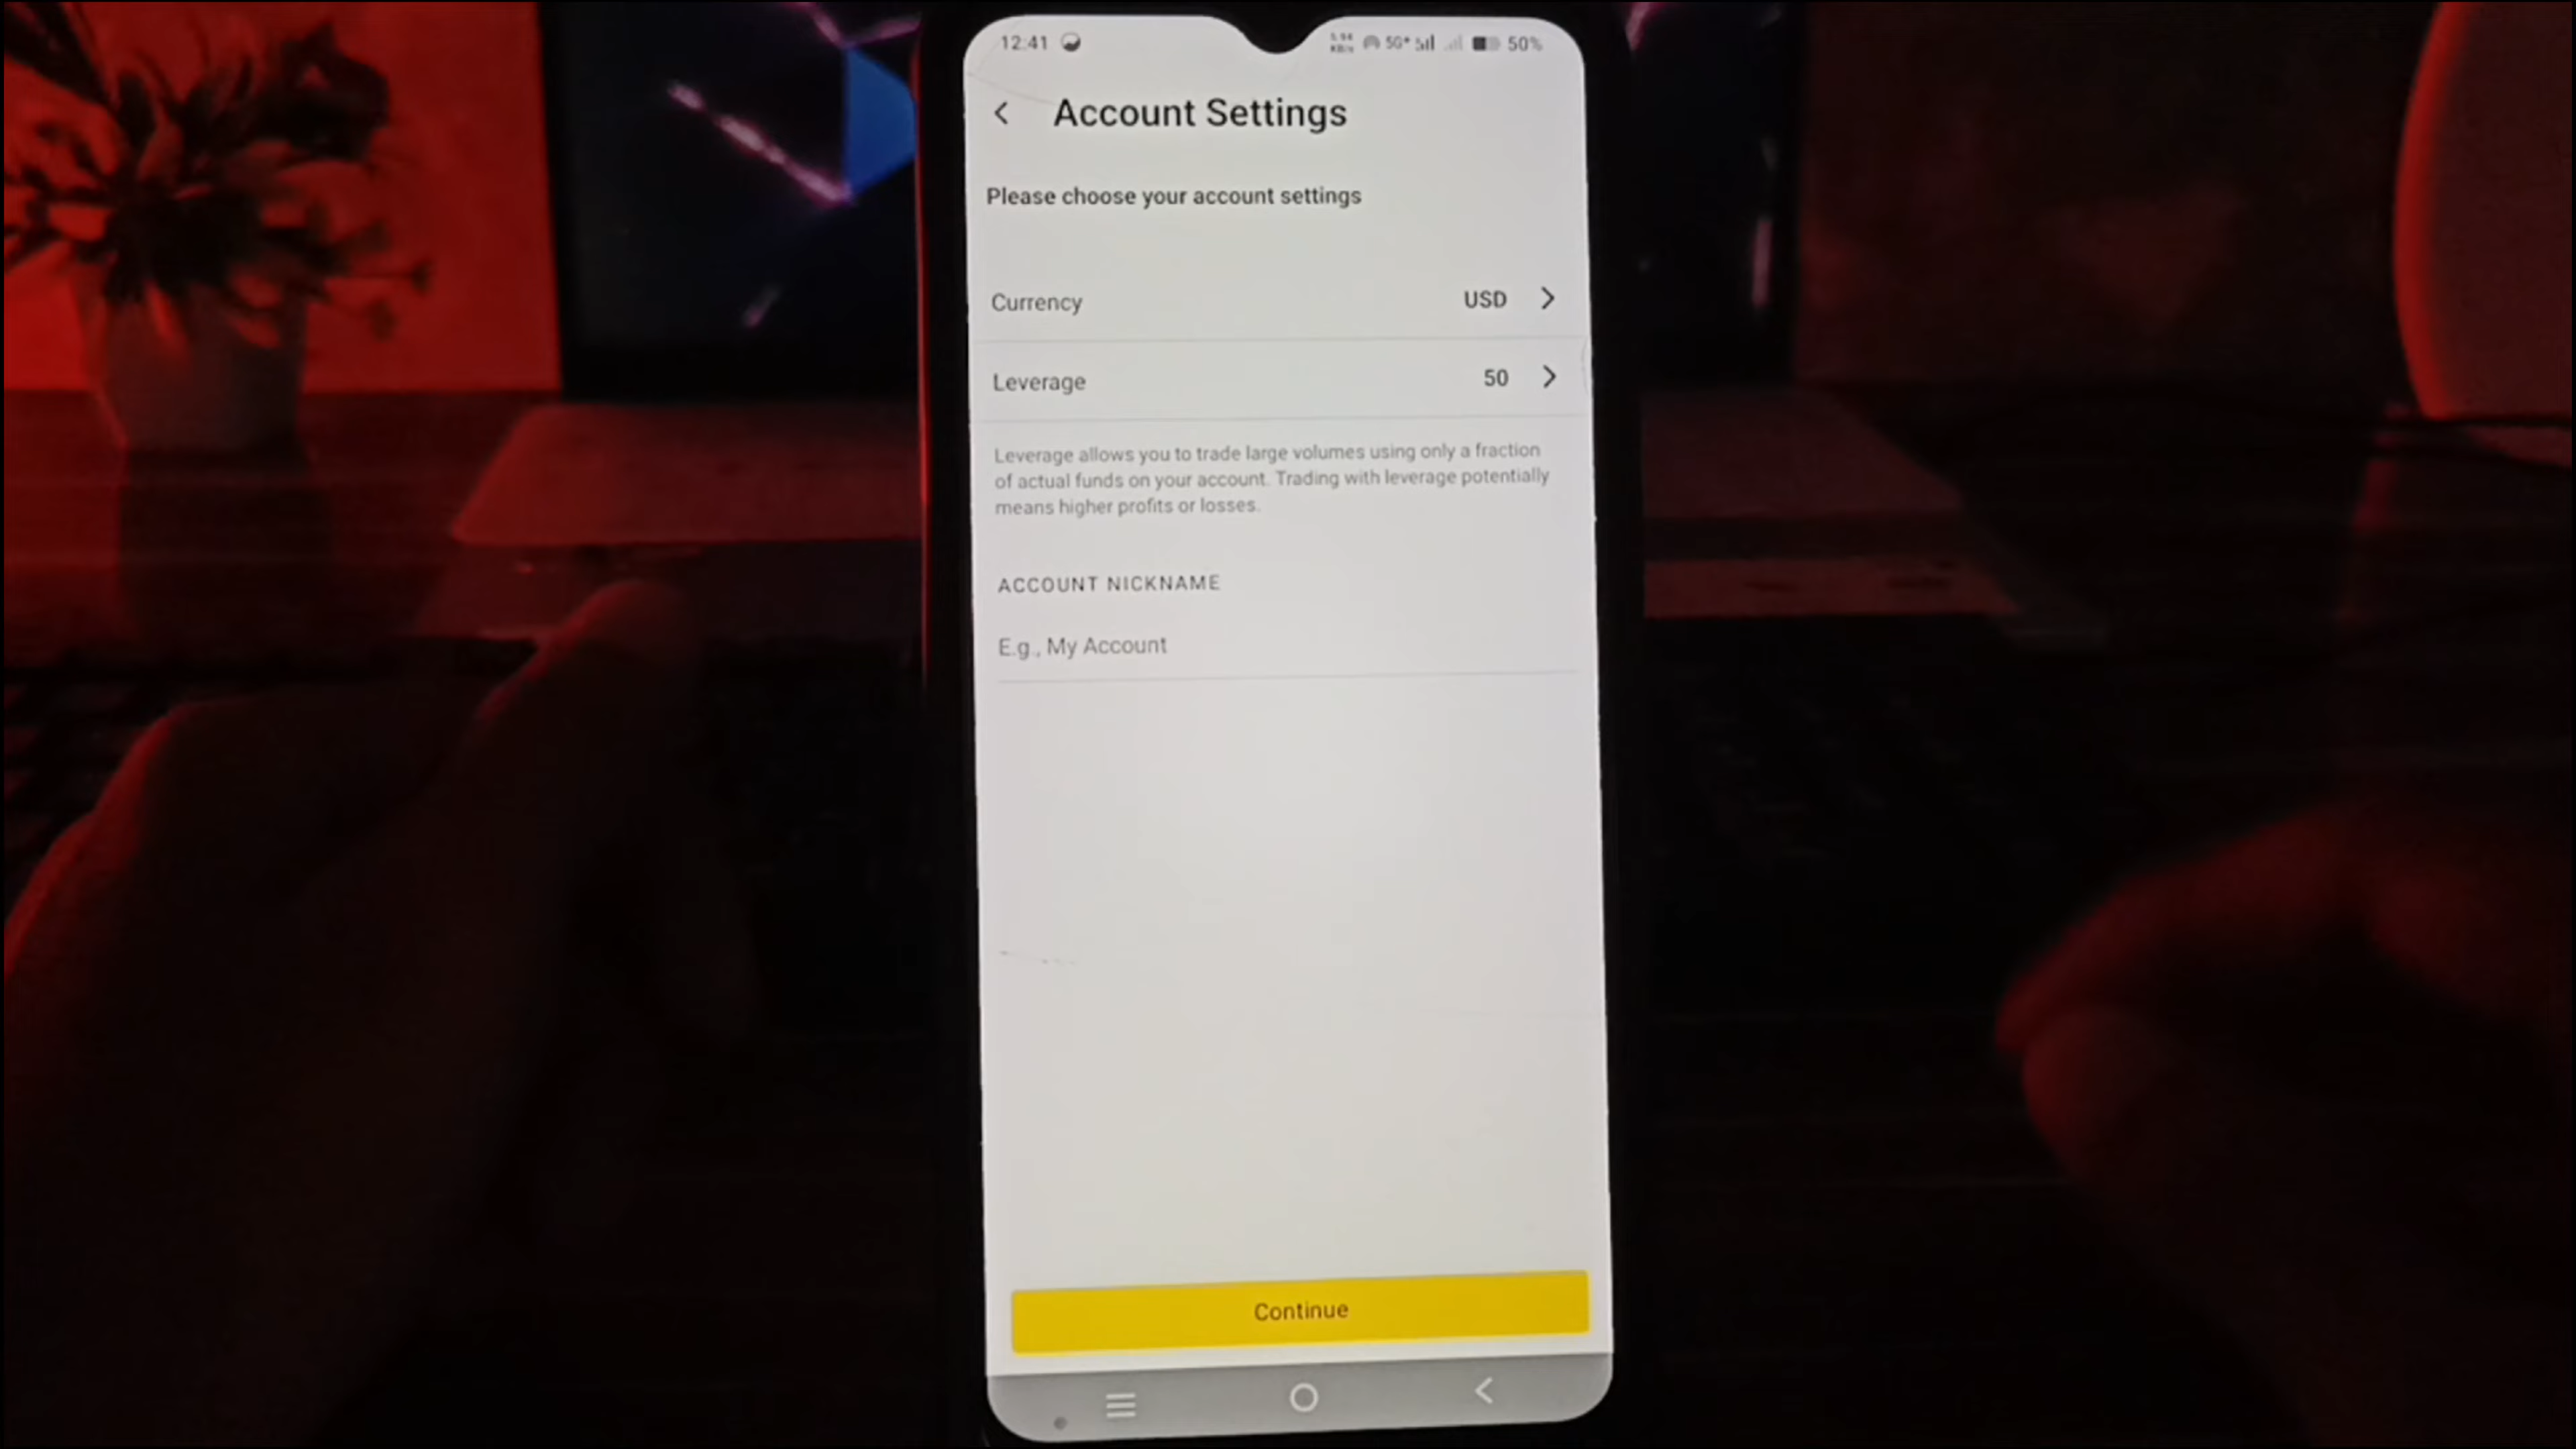 12:41
5G+ 50%
Account Settings
Please choose your account settings
Currency USD
Leverage 50
Leverage allows you to trade large volumes using only a fraction
of actual funds on your account. Trading with leverage potentially
means higher profits or losses.
ACCOUNT NICKNAME
E.g., My Account
Continue